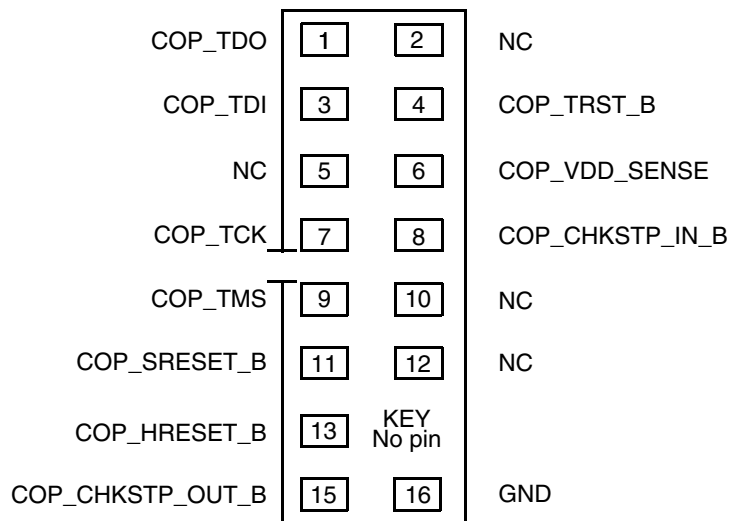 COP_TDO 1 2 NC
COP_TDI 3 4 COP_TRST_B
NC 5 6 COP_VDD_SENSE
COP_TCK 7 8 COP_CHKSTP_IN_B
COP_TMS 9 10 NC
COP_SRESET_B 11 12 NC
COP_HRESET_B 13 KEY
No pin
COP_CHKSTP_OUT_B 15 16 GND